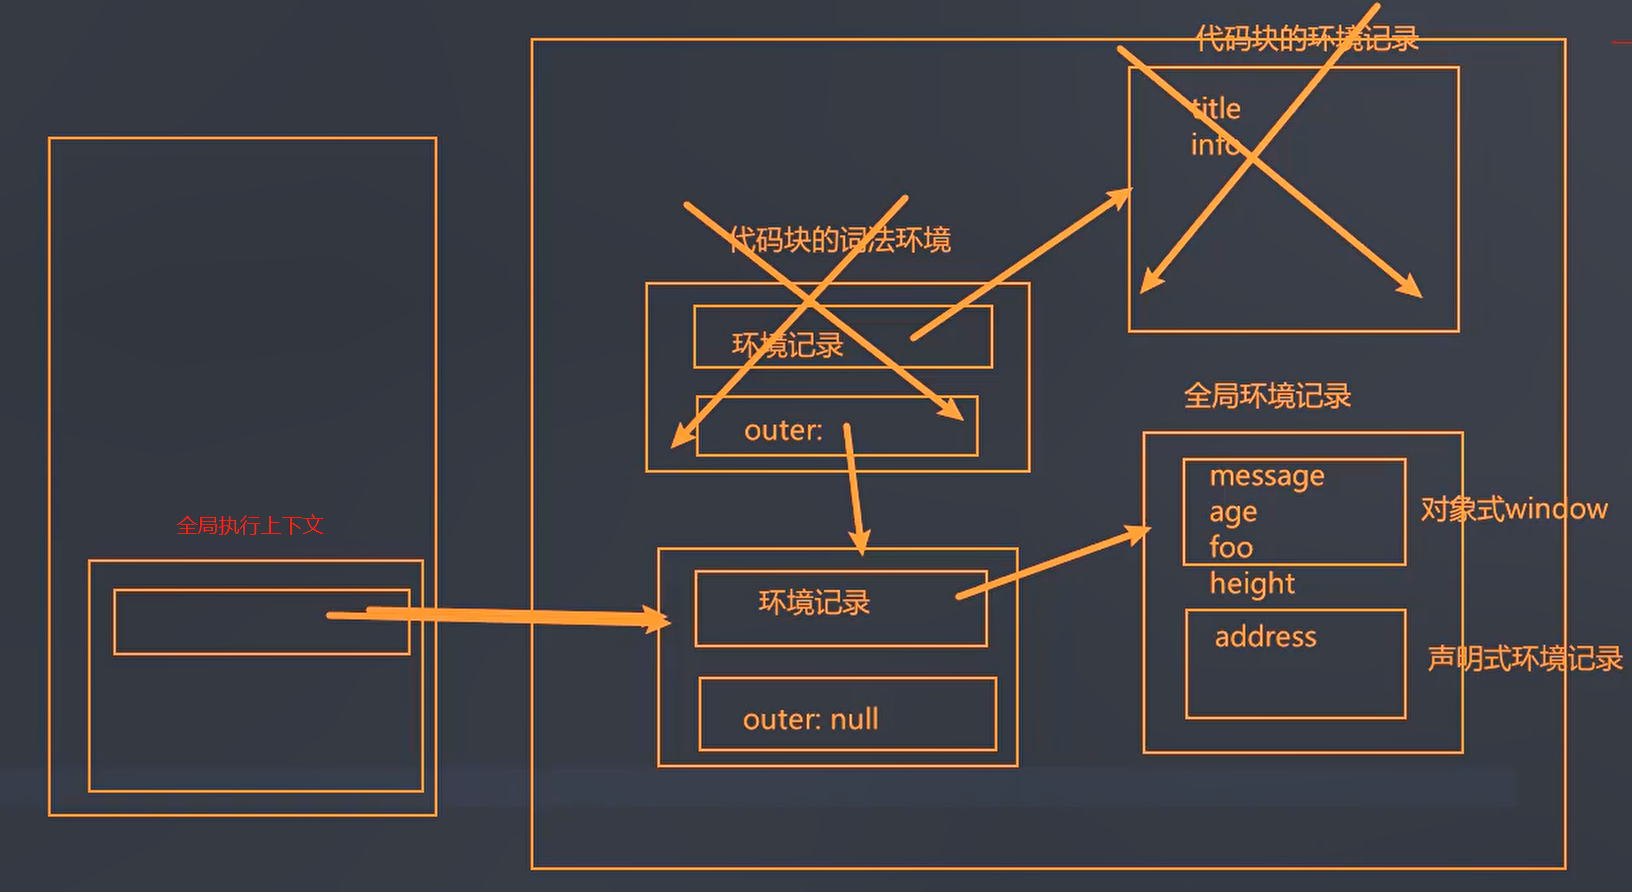 代码块的环境记录
title
info
代码块的词法环境
环境记录
outer:
全局环境记录
message
age
foo
height
对象式window
address
声明式环境记录
全局执行上下文
环境记录
outer: null